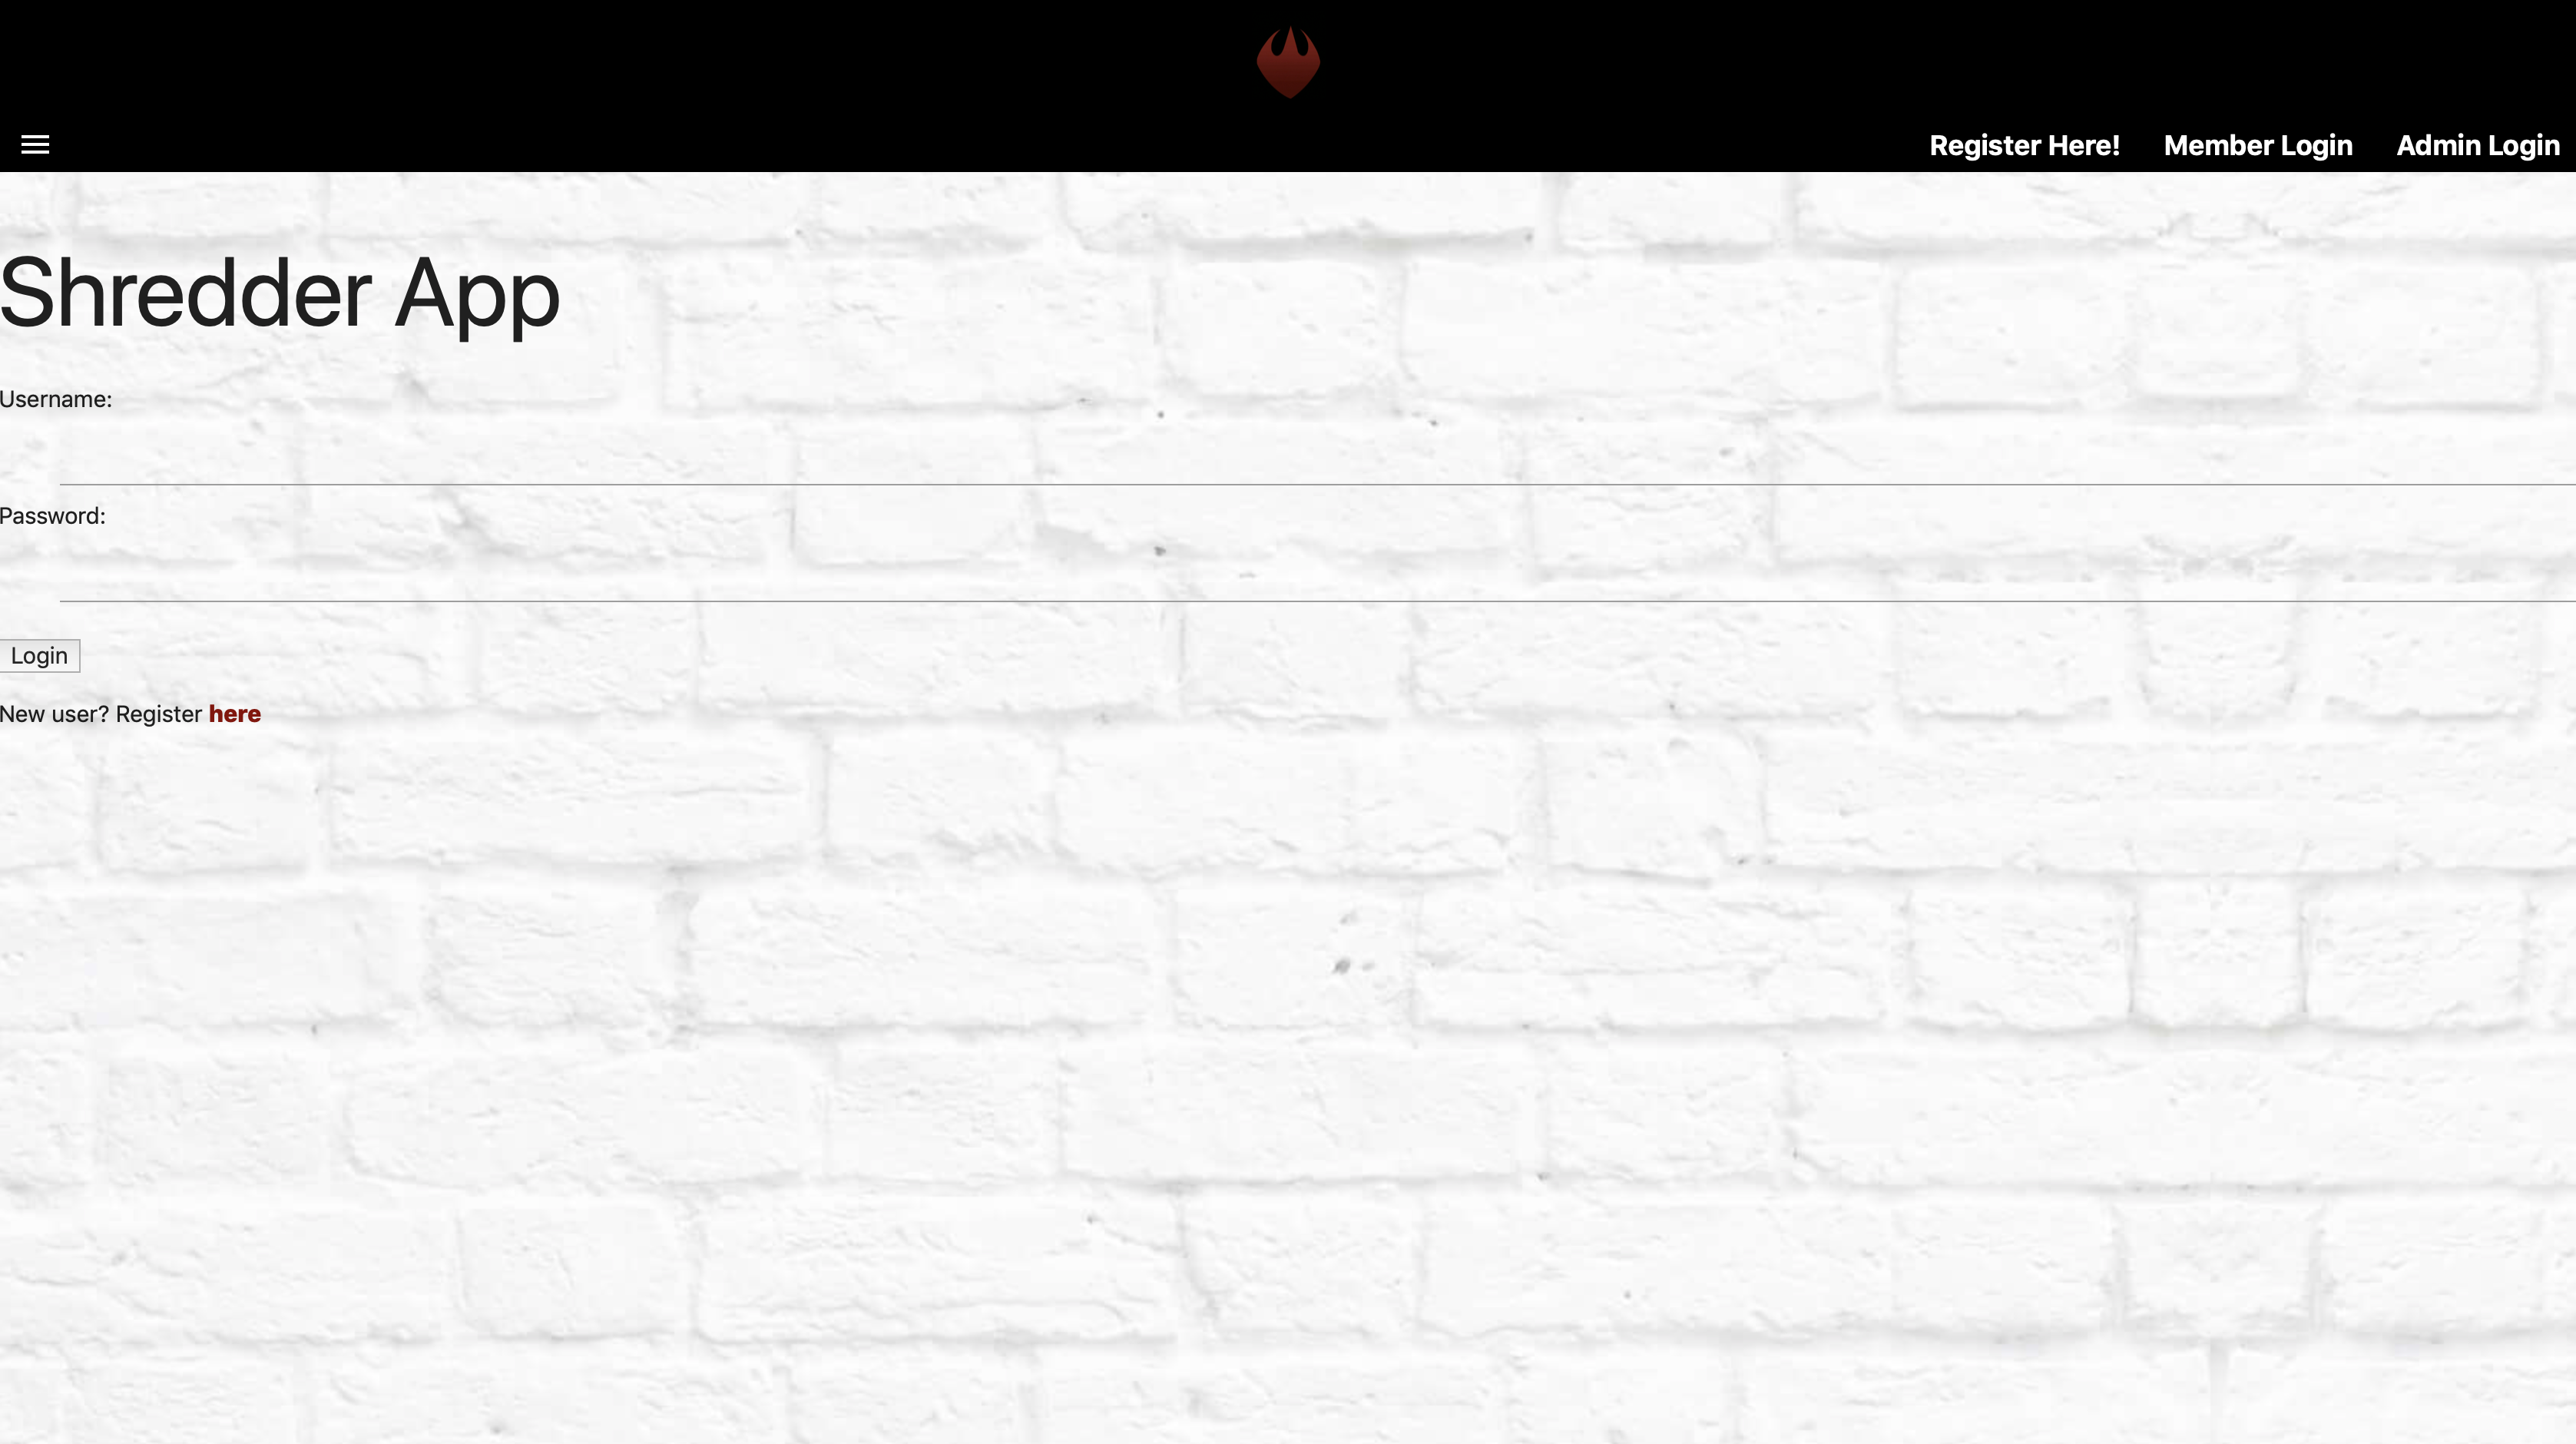 Register Here! Member Login Admin Login
Shredder App
Username:
Password:
Login
New user? Register here